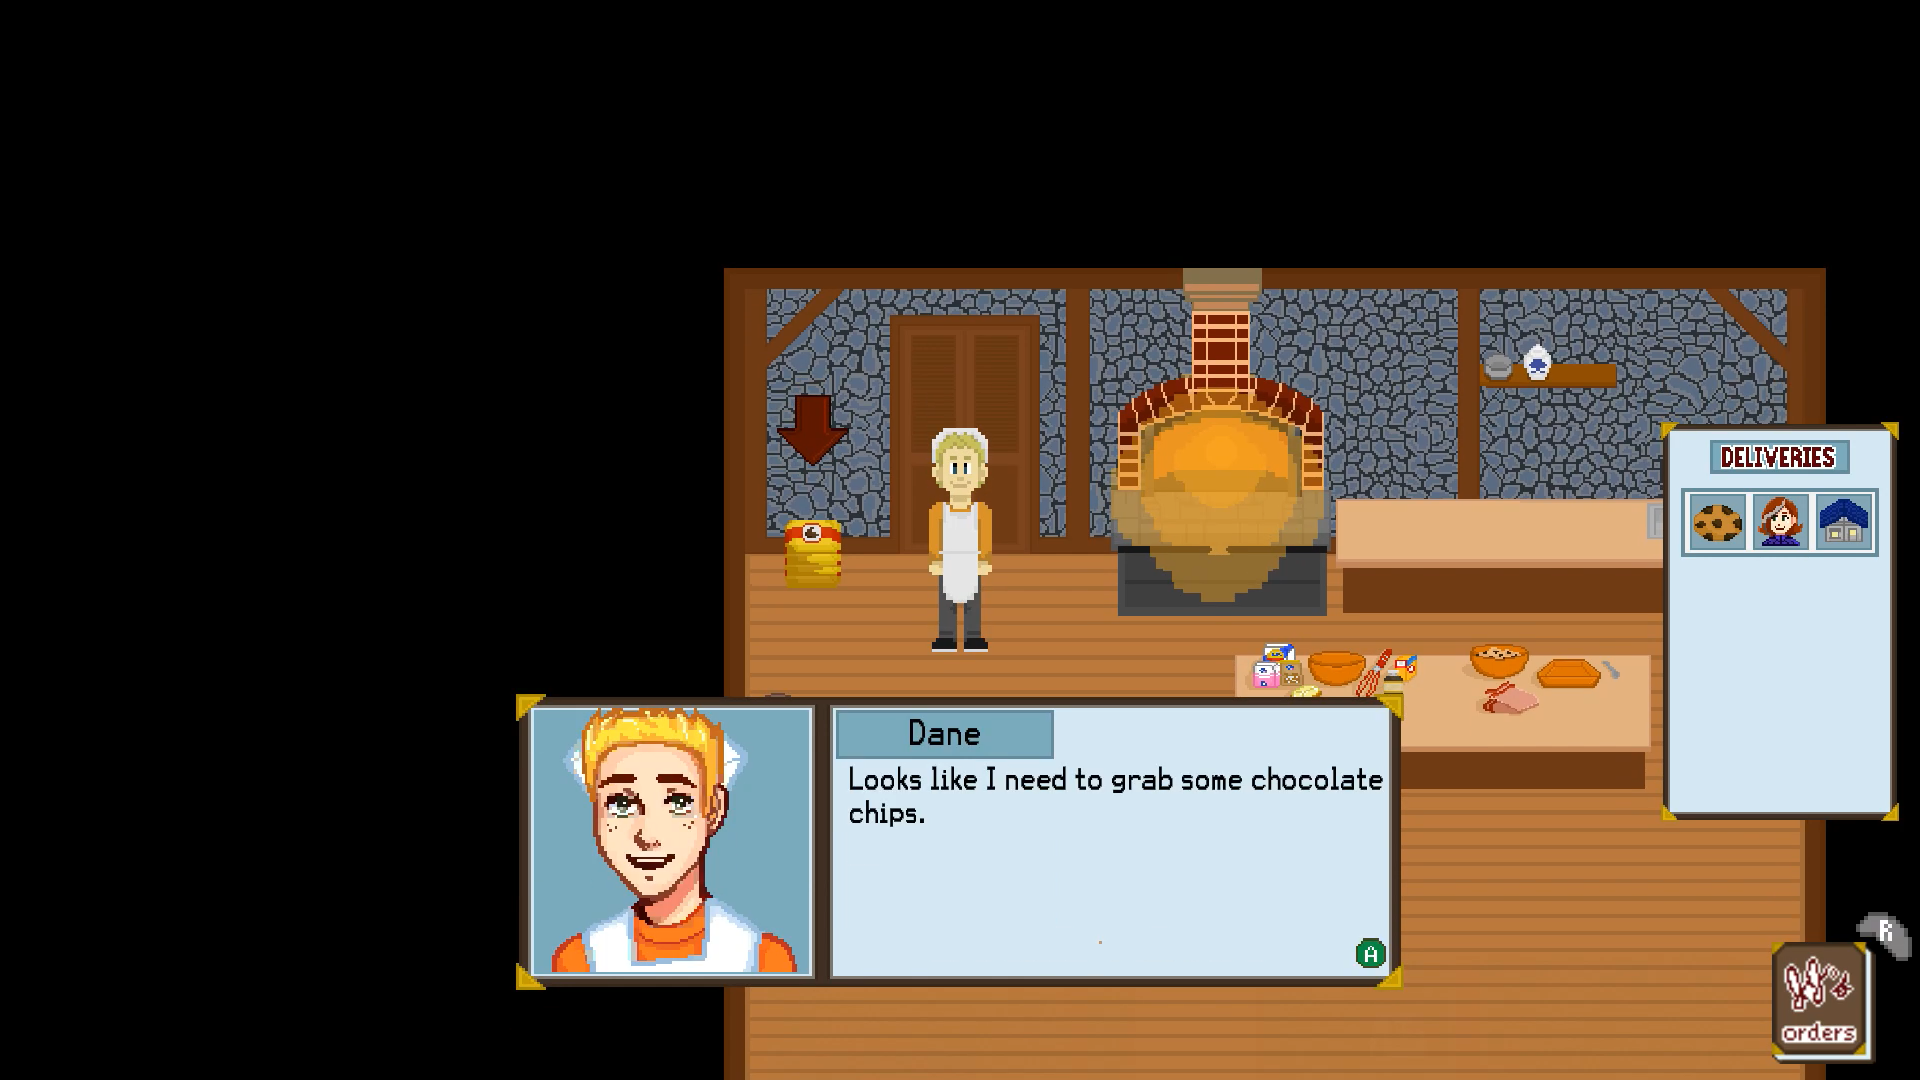 DELIVERIES
Dane
Looks like I need to grab some chocolate
chips.
A
R
orders